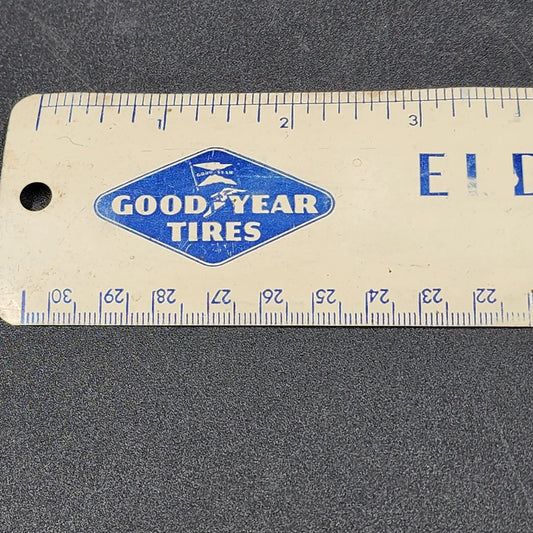 1 2 3
GOOD YEAR
GOOD YEAR
TIRES
30 29 28 27 26 25 24 23 22